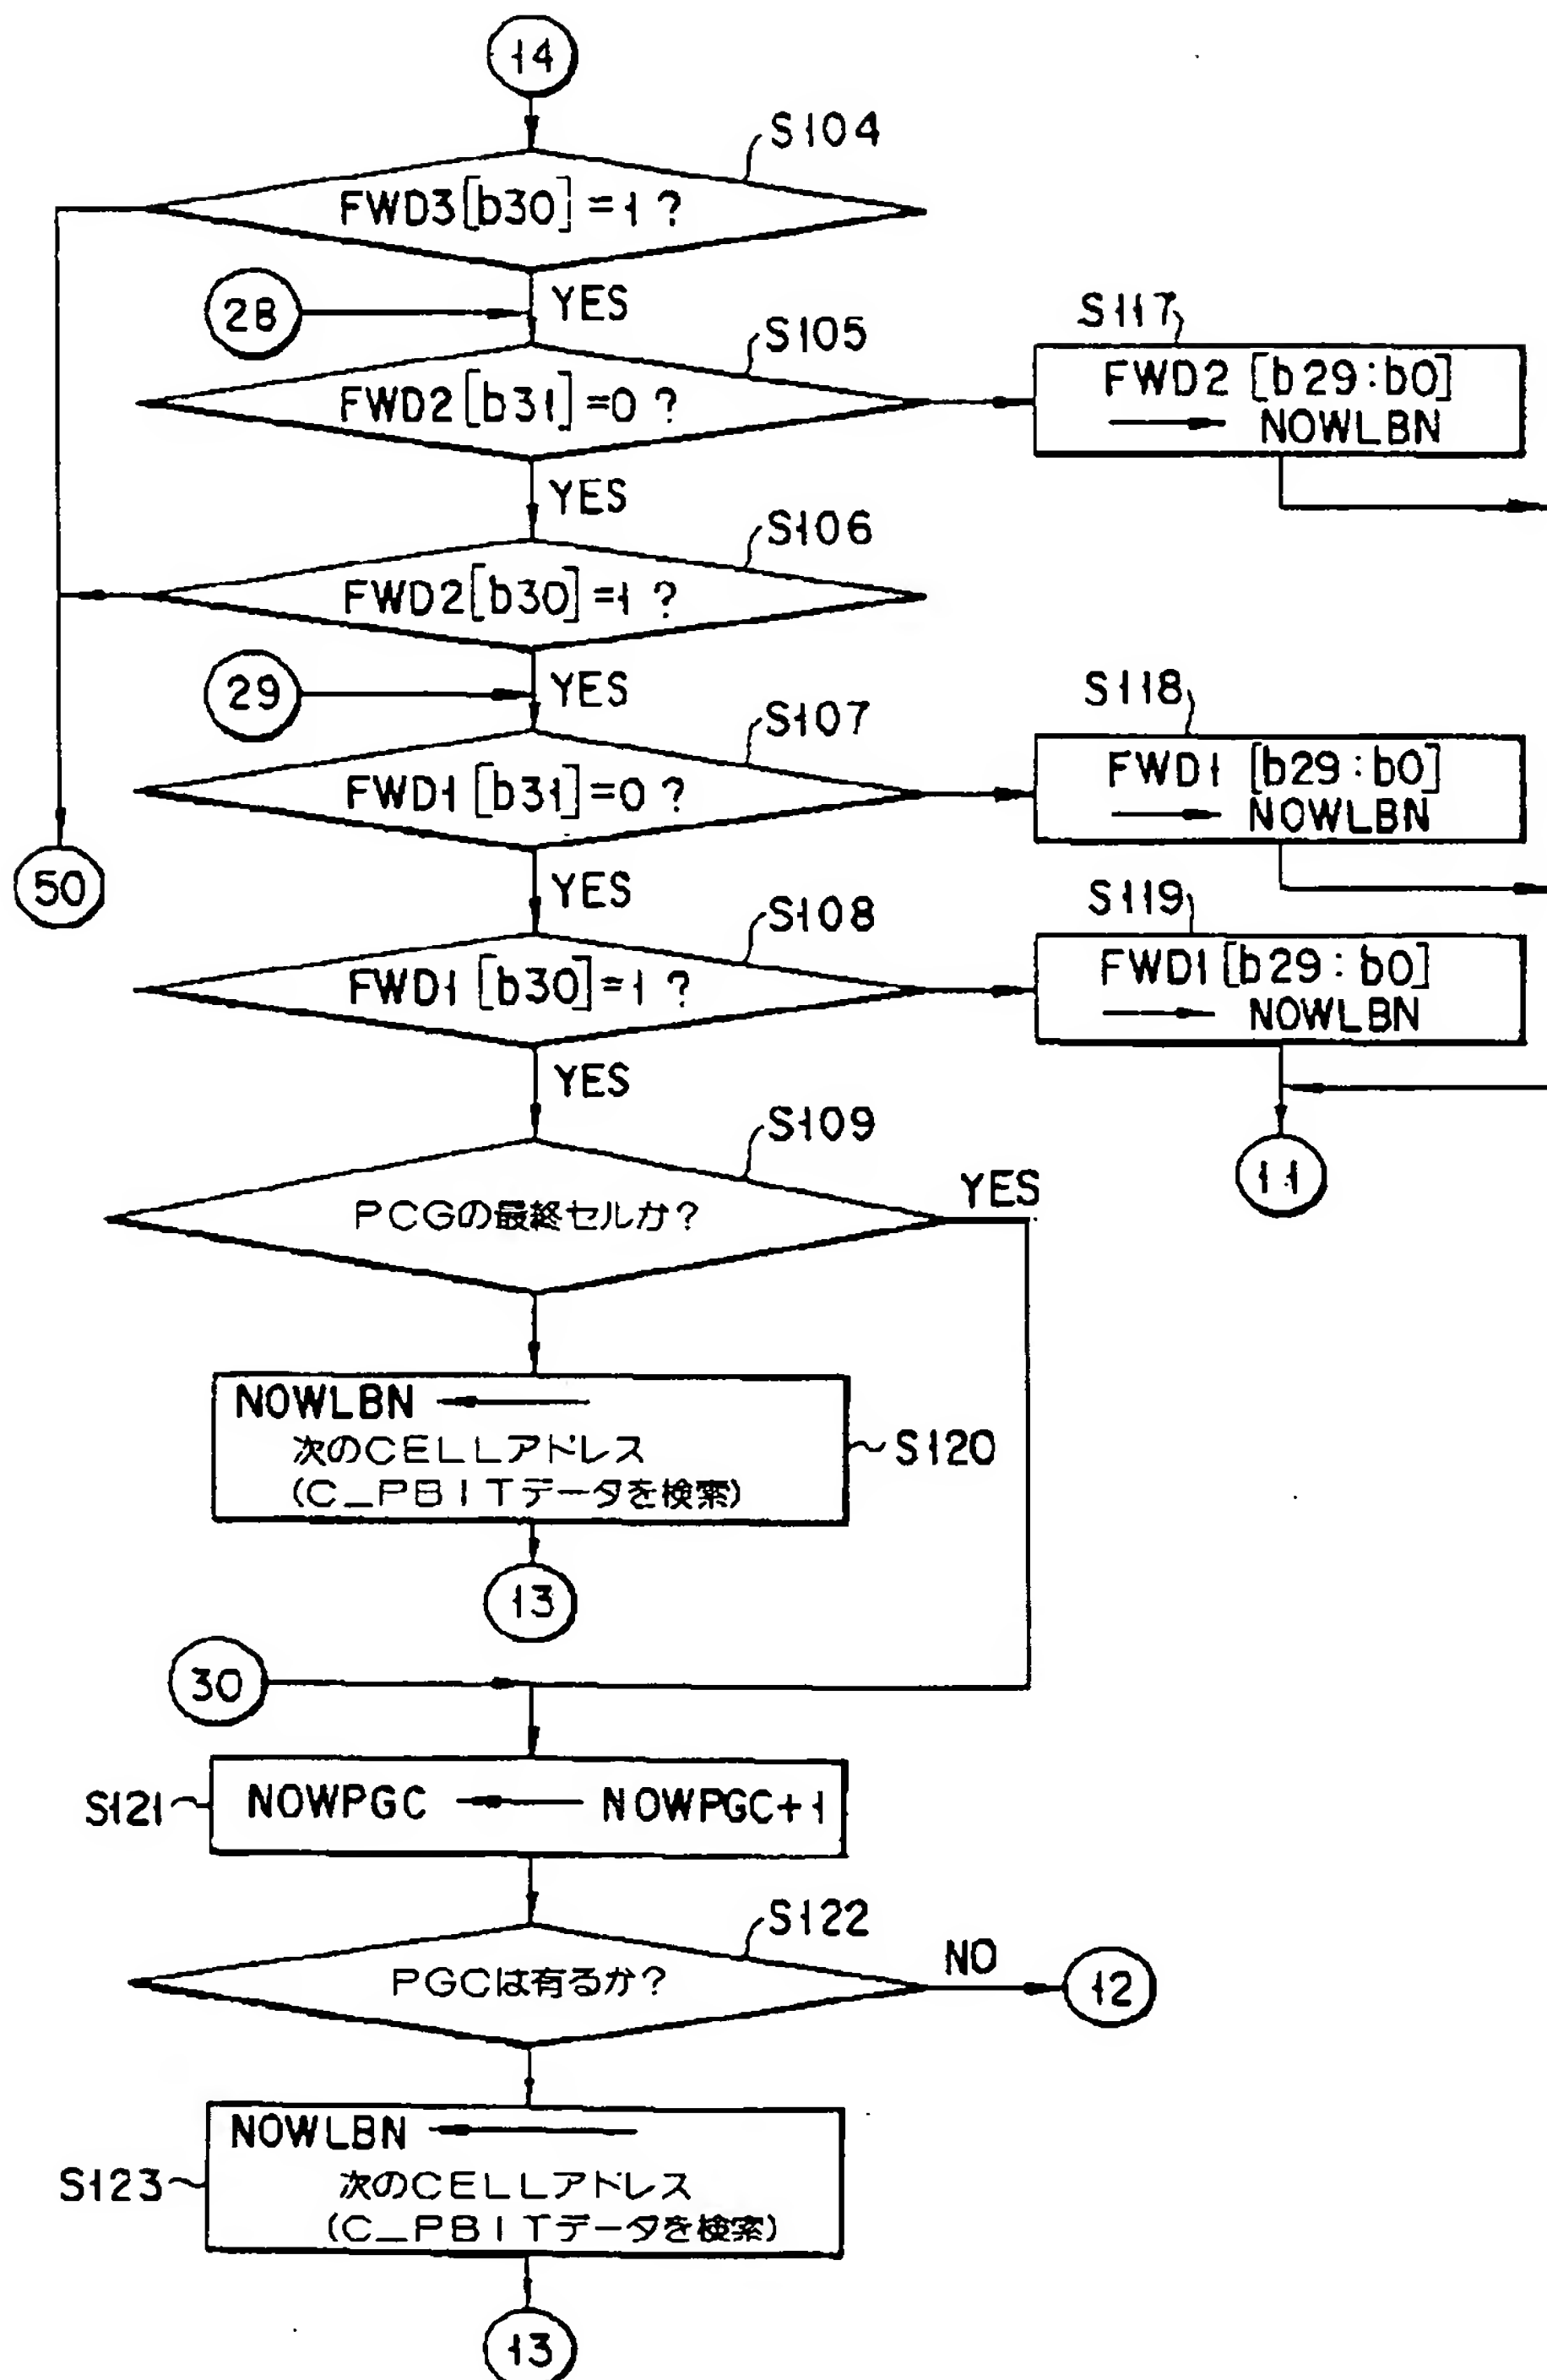 14
S104
FWD3[b30]=1?
28
YES
S105
FWD2[b31]=0?
S117
FWD2 [b29:b0]
→ NOWLBN
YES
S106
FWD2[b30]=1?
29
YES
S107
FWD1[b31]=0?
S118
FWD1 [b29:b0]
→ NOWLBN
50
YES
S108
FWD1[b30]=1?
S119
FWD1[b29:b0]
→ NOWLBN
YES
11
S109
PCGの最終セルか?
YES
NOWLBN ←
次のCELLアドレス
(C_PBITデータを検索)
S120
13
30
S121
NOWPGC ← NOWPGC+1
S122
PGCは有るか?
NO
12
S123
NOWLBN ←
次のCELLアドレス
(C_PBITデータを検索)
13